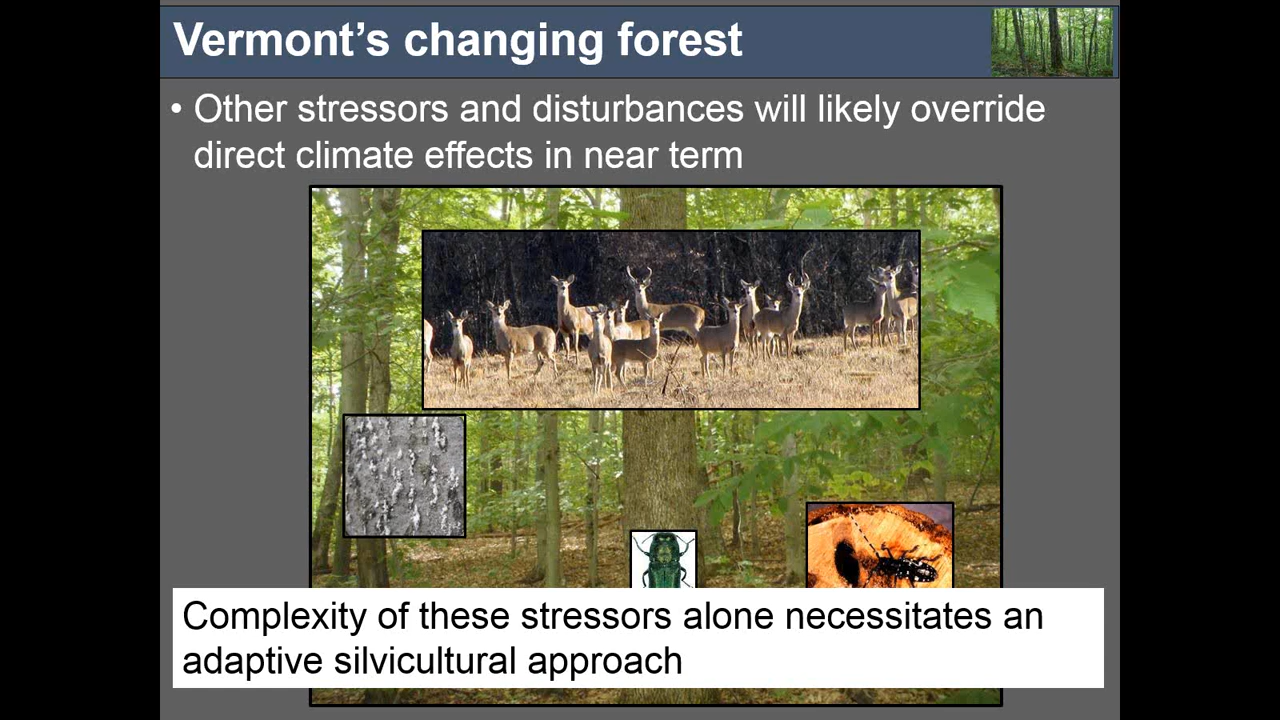 Vermont’s changing forest
• Other stressors and disturbances will likely override
direct climate effects in near term
Complexity of these stressors alone necessitates an
adaptive silvicultural approach